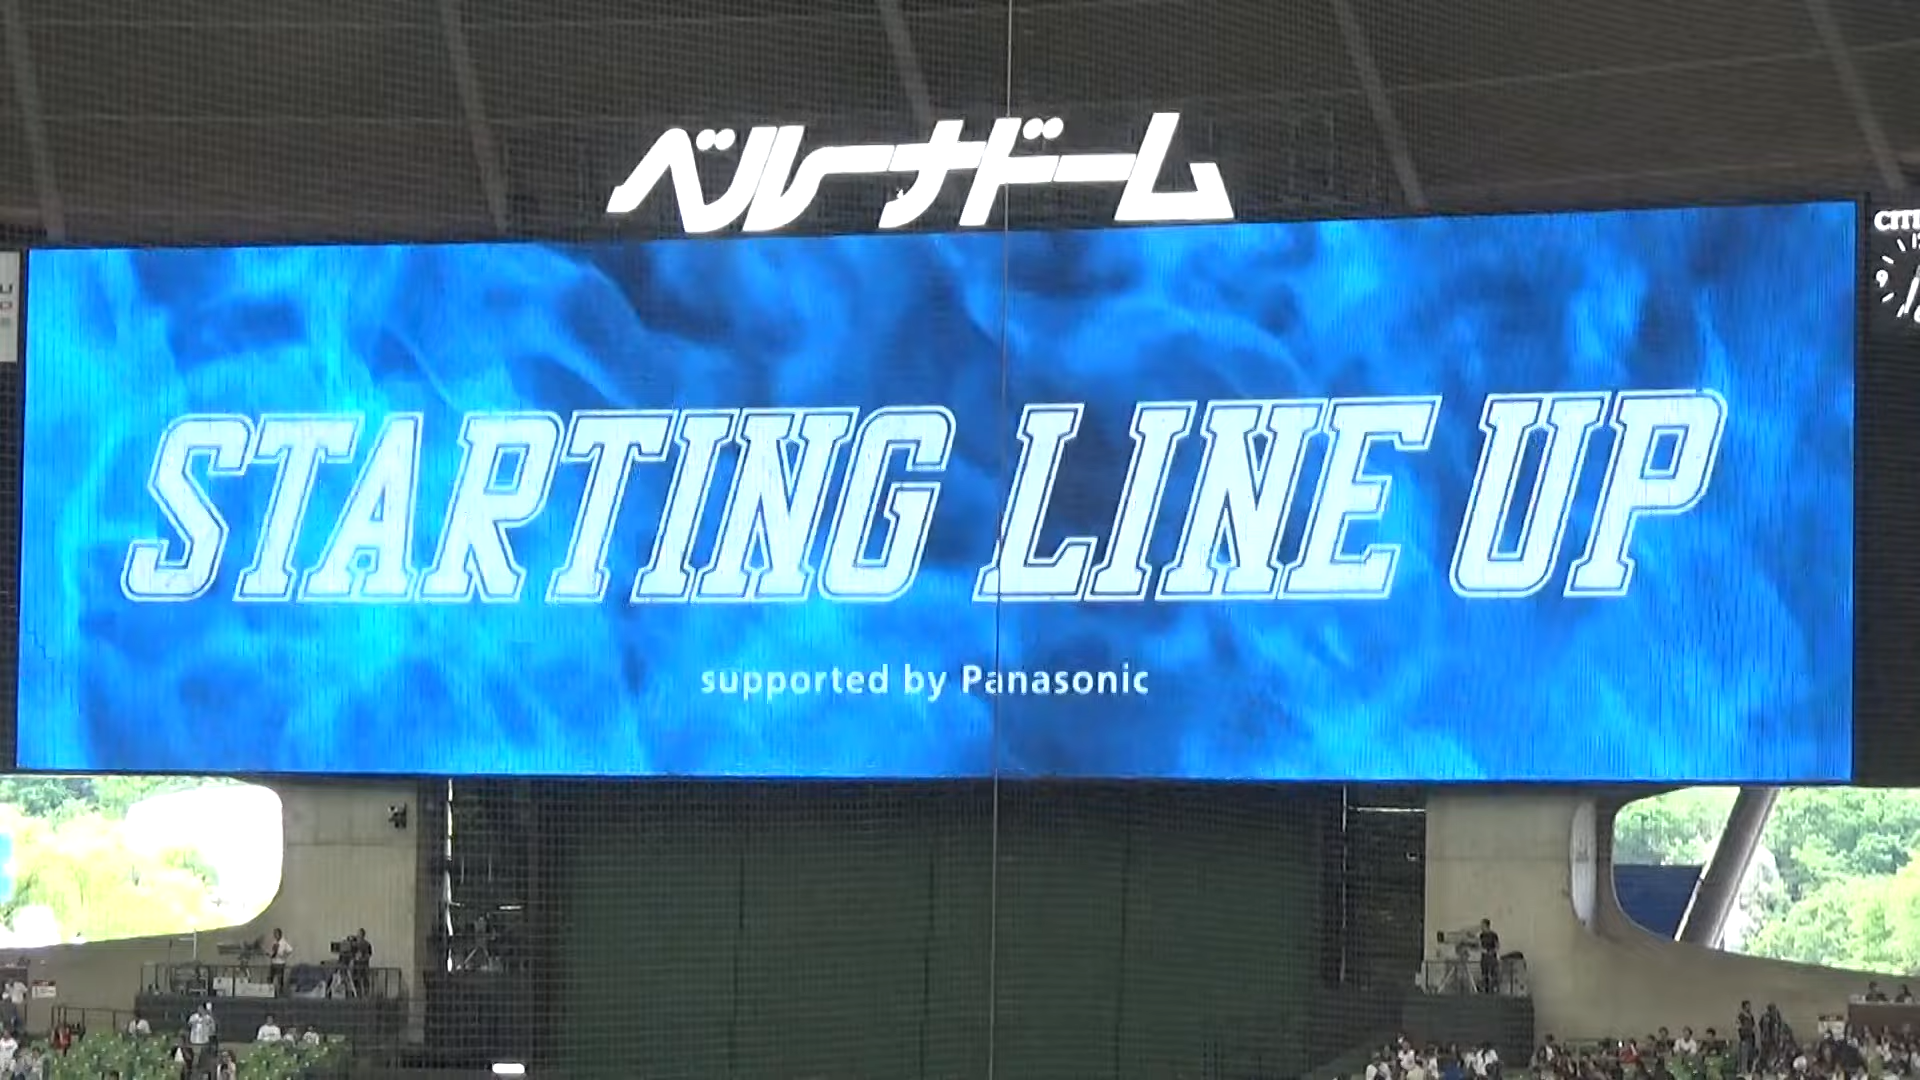 ベルーナドーム
STARTING LINE UP
supported by Panasonic